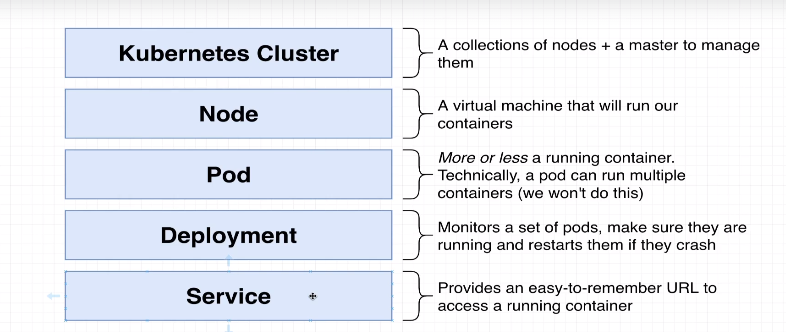 Kubernetes Cluster
A collections of nodes + a master to manage
them
Node
A virtual machine that will run our
containers
Pod
More or less a running container.
Technically, a pod can run multiple
containers (we won't do this)
Deployment
Monitors a set of pods, make sure they are
running and restarts them if they crash
Service
Provides an easy-to-remember URL to
access a running container